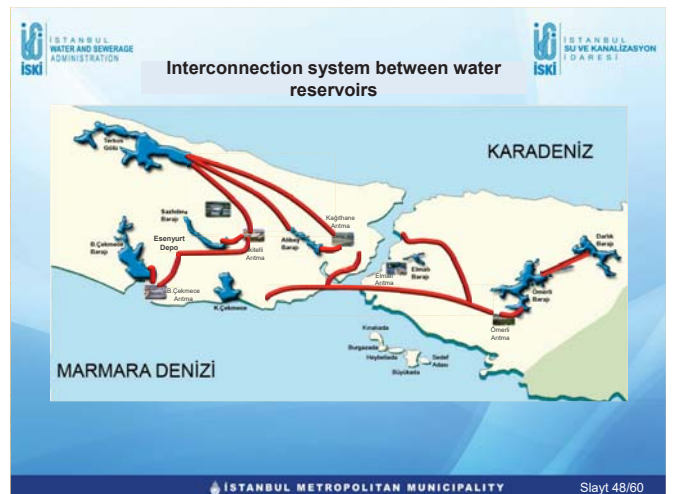 İSTANBUL
WATER AND SEWERAGE
ADMINISTRATION
İSKİ
İSTANBUL
SU VE KANALİZASYON
İDARESİ
İSKİ
Interconnection system between water
reservoirs
KARADENİZ
Terkos
Gölü
Sazlıdere
Barajı
Kağıthane
Arıtma
Alibey
Barajı
Esenyurt
Depo
İkitelli
Arıtma
B.Çekmece
Barajı
B.Çekmece
Arıtma
K.Çekmece
Elmalı
Arıtma
Elmalı
Barajı
Darlık
Barajı
Ömerli
Barajı
Ömerli
Arıtma
Kınalıada
Burgazada
Heybeliada
Büyükada
Sedef
Adası
MARMARA DENİZİ
İSTANBUL METROPOLITAN MUNICIPALITY
Slayt 48/60